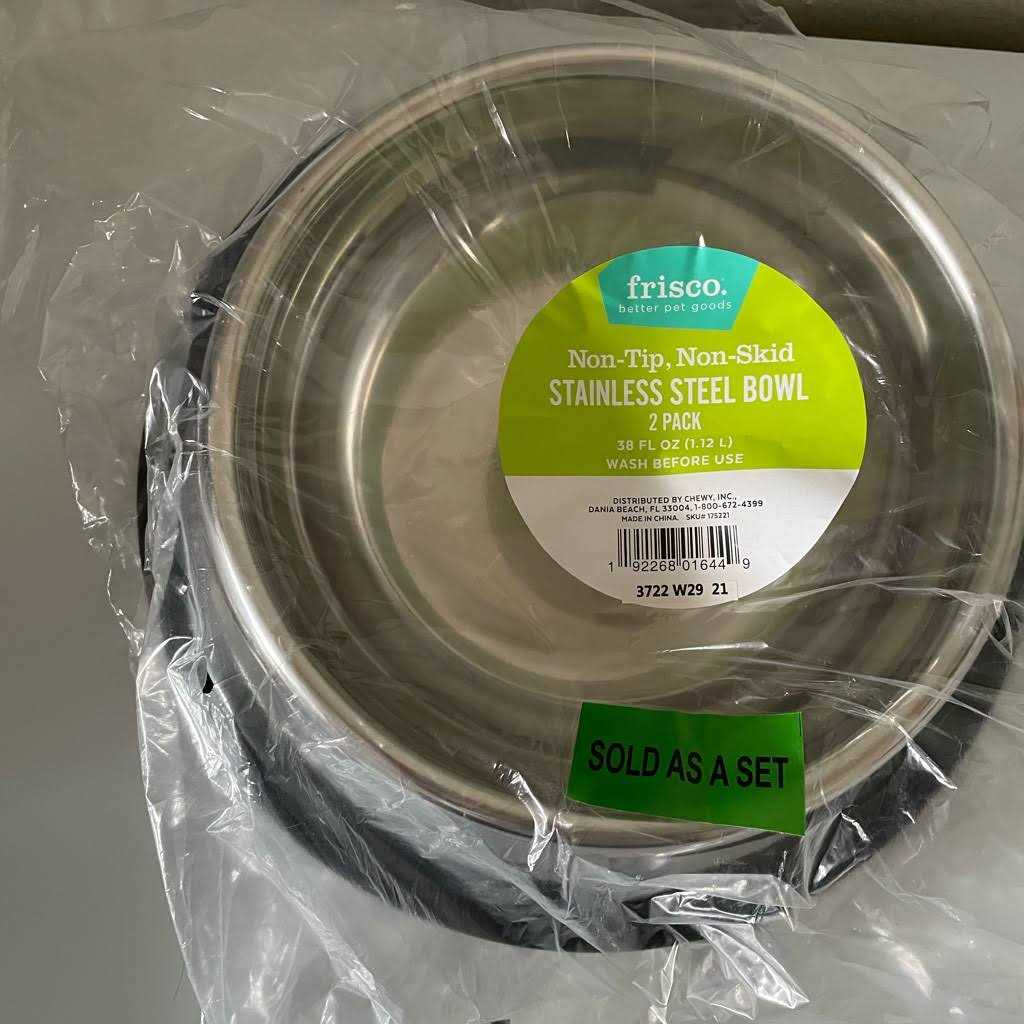 frisco.
better pet goods
Non-Tip, Non-Skid
STAINLESS STEEL BOWL
2 PACK
38 FL OZ (1.12 L)
WASH BEFORE USE
DISTRIBUTED BY CHEWY, INC.,
DANIA BEACH, FL 33004, 1-800-672-4399
MADE IN CHINA. SKU# 175221
1 92268 01644 9
3722 W29 21
SOLD AS A SET